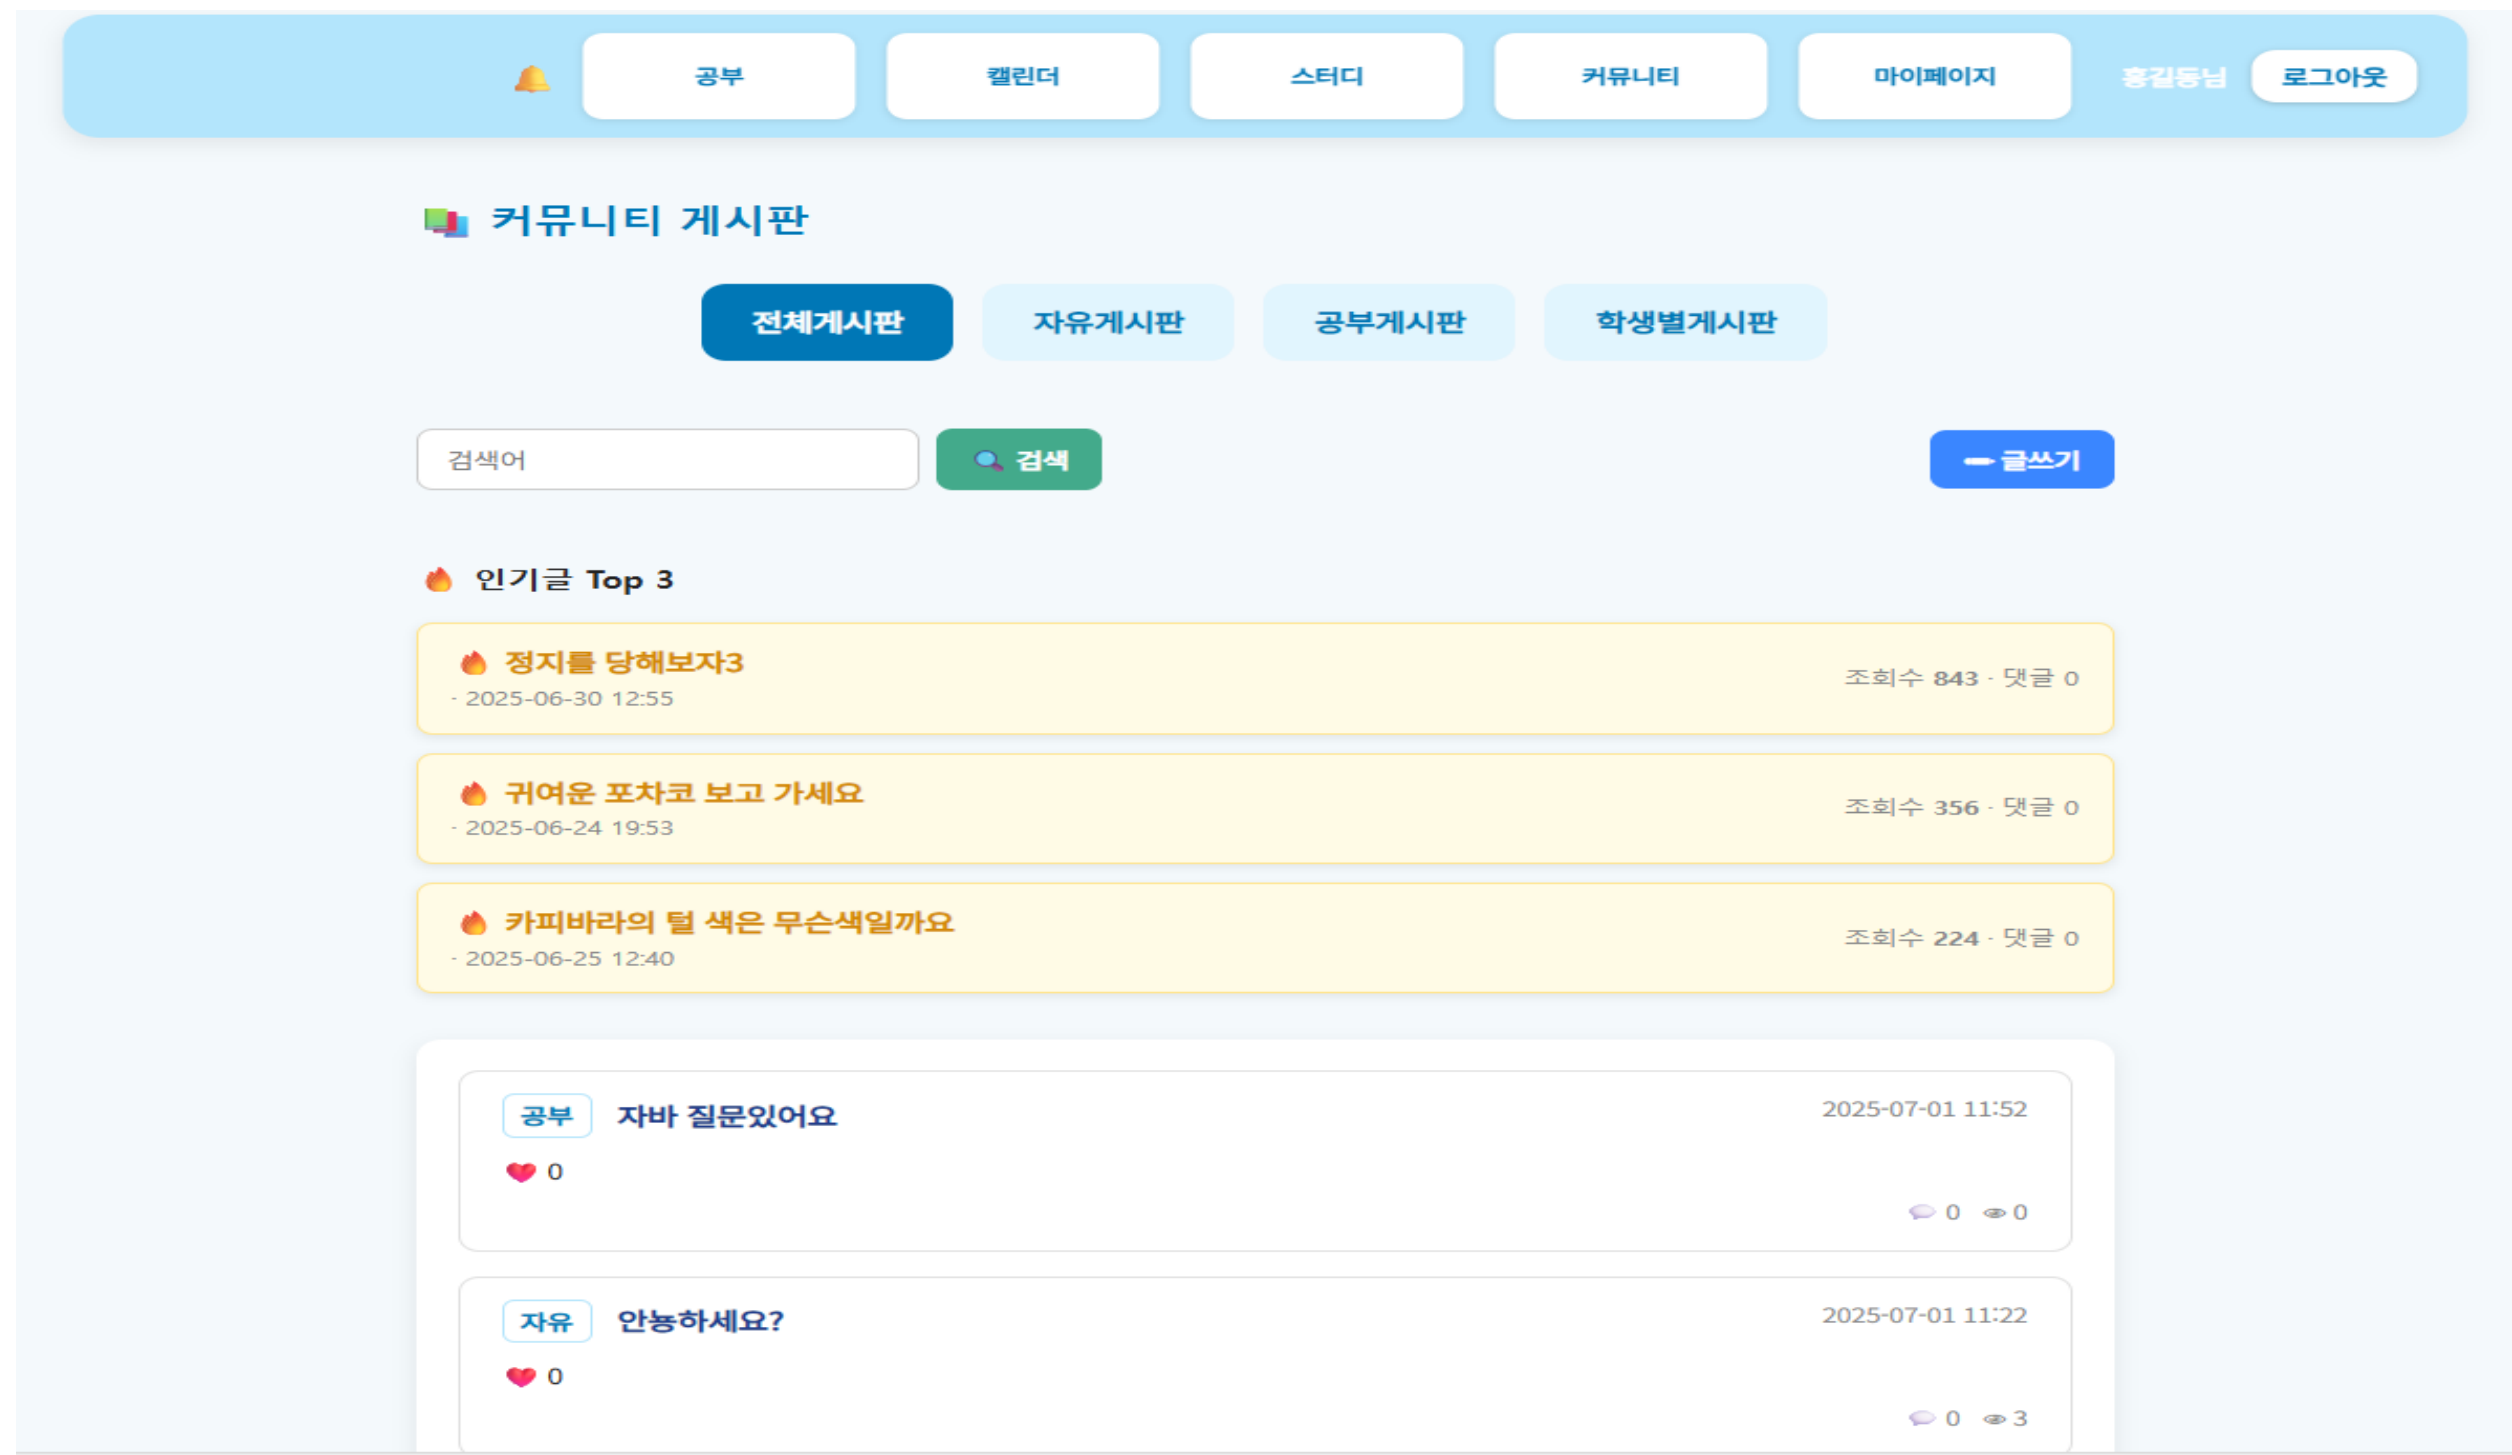 공부 캘린더 스터디 커뮤니티 마이페이지 홍길동님 로그아웃
커뮤니티 게시판
전체게시판 자유게시판 공부게시판 학생별게시판
검색어 검색 글쓰기
인기글 Top 3
정지를 당해보자3
· 2025-06-30 12:55
조회수 843 · 댓글 0
귀여운 포차코 보고 가세요
· 2025-06-24 19:53
조회수 356 · 댓글 0
카피바라의 털 색은 무슨색일까요
· 2025-06-25 12:40
조회수 224 · 댓글 0
공부 자바 질문있어요 2025-07-01 11:52
0
0 0
자유 안뇽하세요? 2025-07-01 11:22
0
0 3